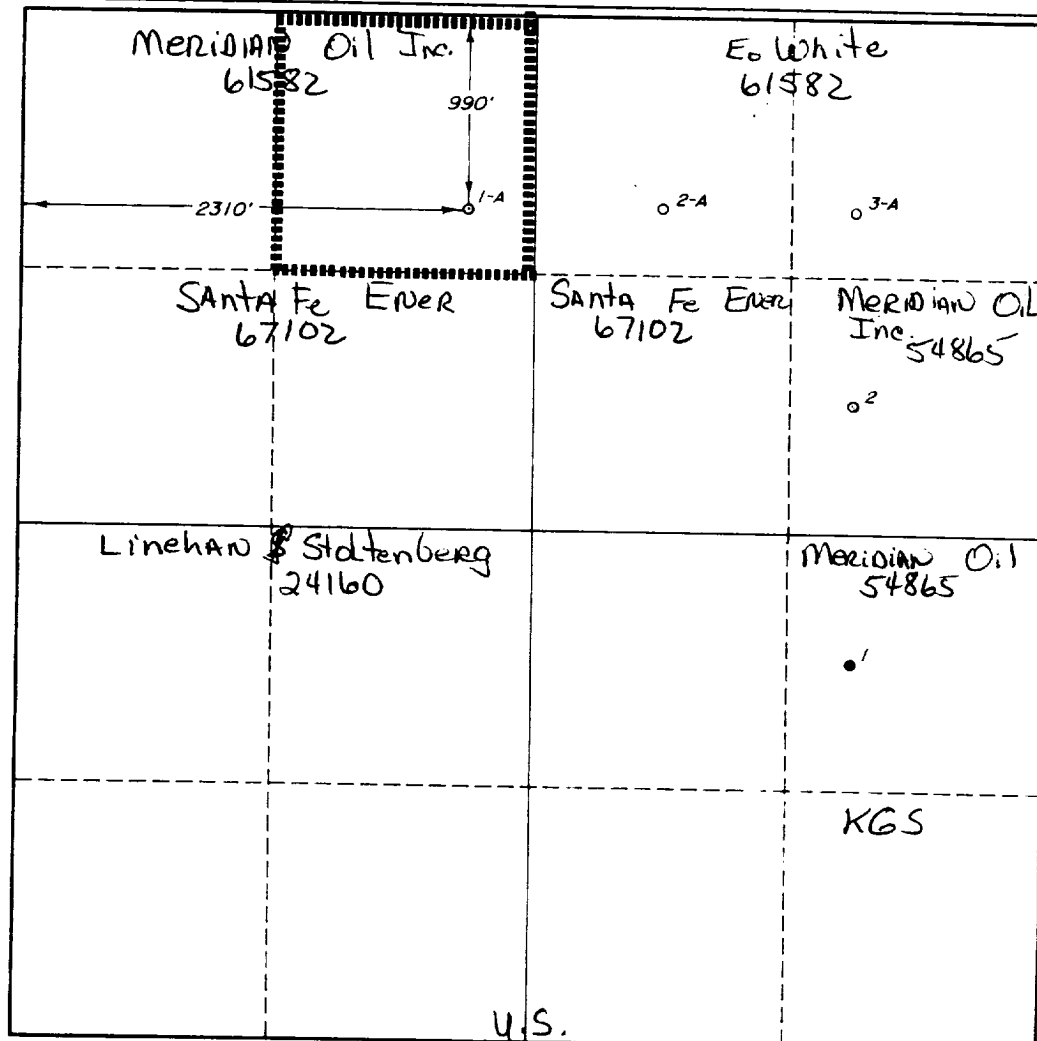 MERIDIAN Oil Inc.
61582
E. White
61582
990'
2310'
1-A
2-A
3-A
SANTA Fe ENER
67102
SANTA Fe ENER
67102
MERIDIAN OIL
Inc.
54865
2
Linehan & Stoltenberg
24160
MERIDIAN Oil
54865
1
KGS
U.S.